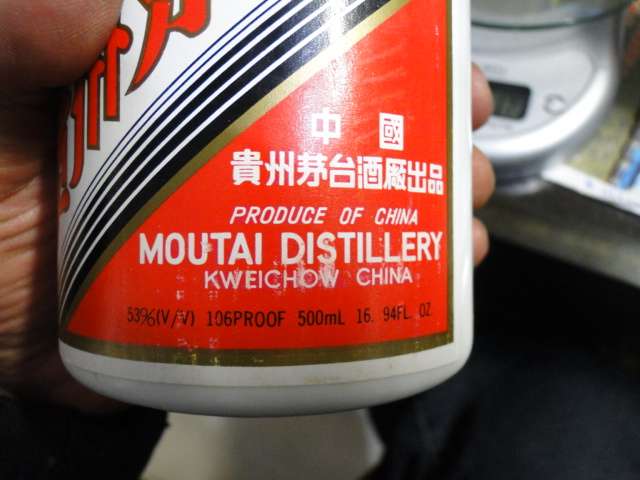 中 國
貴州茅台酒廠出品
PRODUCE OF CHINA
MOUTAI DISTILLERY
KWEICHOW CHINA
53%(V/V) 106PROOF 500mL 16. 94FL. OZ.